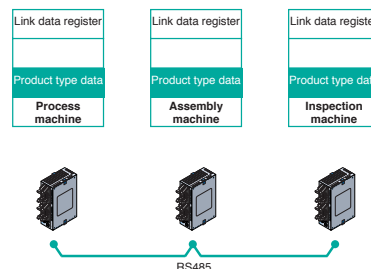 Link data register
Link data register
Link data registe
Product type data
Product type data
Product type dat
Process
machine
Assembly
machine
Inspection
machine
RS485